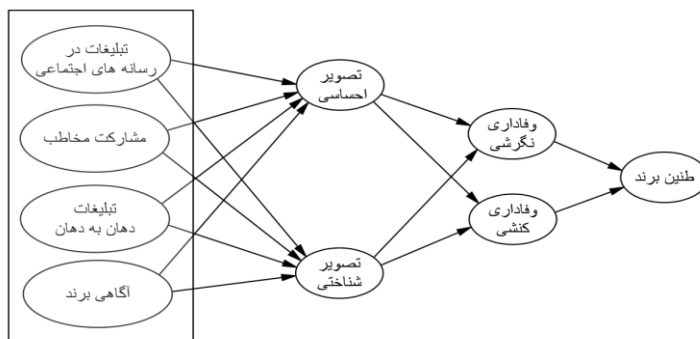 تبلیغات در
رسانه های اجتماعی
مشارکت مخاطب
تبلیغات
دهان به دهان
آگاهی برند
تصویر
احساسی
تصویر
شناختی
وفاداری
نگرشی
وفاداری
کنشی
طنین برند